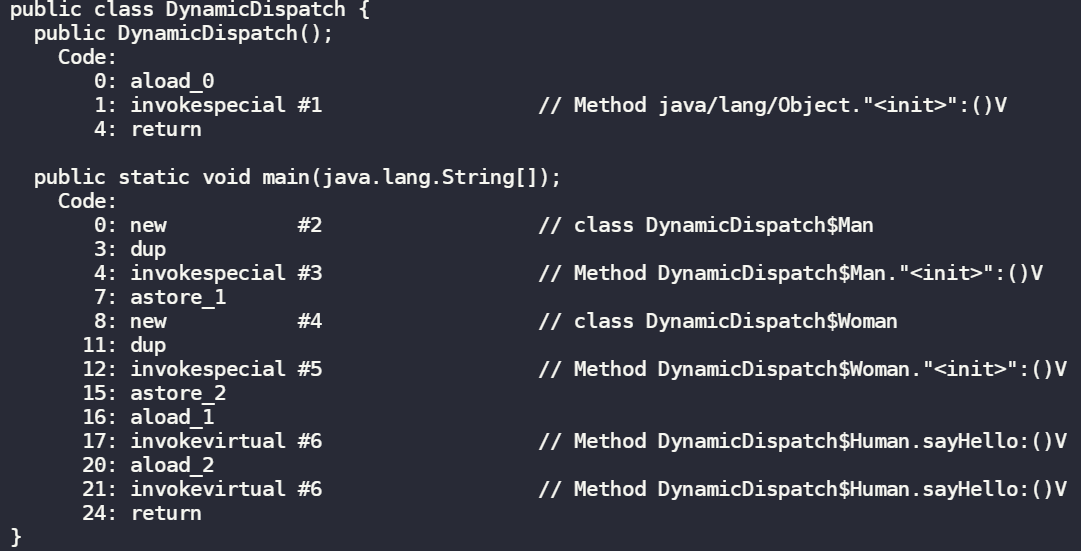 public class DynamicDispatch {
  public DynamicDispatch();
    Code:
       0: aload_0
       1: invokespecial #1                  // Method java/lang/Object."<init>":()V
       4: return

  public static void main(java.lang.String[]);
    Code:
       0: new           #2                  // class DynamicDispatch$Man
       3: dup
       4: invokespecial #3                  // Method DynamicDispatch$Man."<init>":()V
       7: astore_1
       8: new           #4                  // class DynamicDispatch$Woman
      11: dup
      12: invokespecial #5                  // Method DynamicDispatch$Woman."<init>":()V
      15: astore_2
      16: aload_1
      17: invokevirtual #6                  // Method DynamicDispatch$Human.sayHello:()V
      20: aload_2
      21: invokevirtual #6                  // Method DynamicDispatch$Human.sayHello:()V
      24: return
}